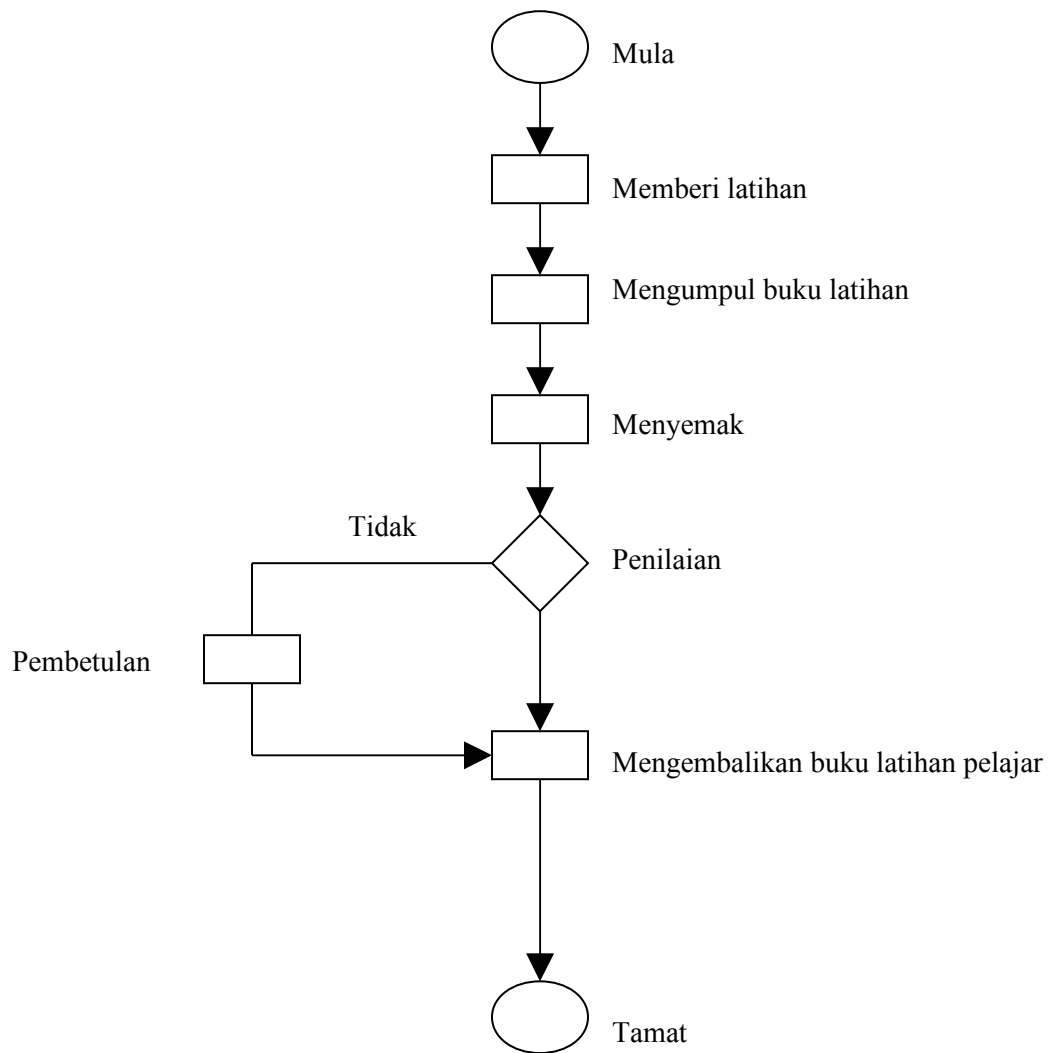 Mula
Memberi latihan
Mengumpul buku latihan
Menyemak
Tidak
Penilaian
Pembetulan
Mengembalikan buku latihan pelajar
Tamat